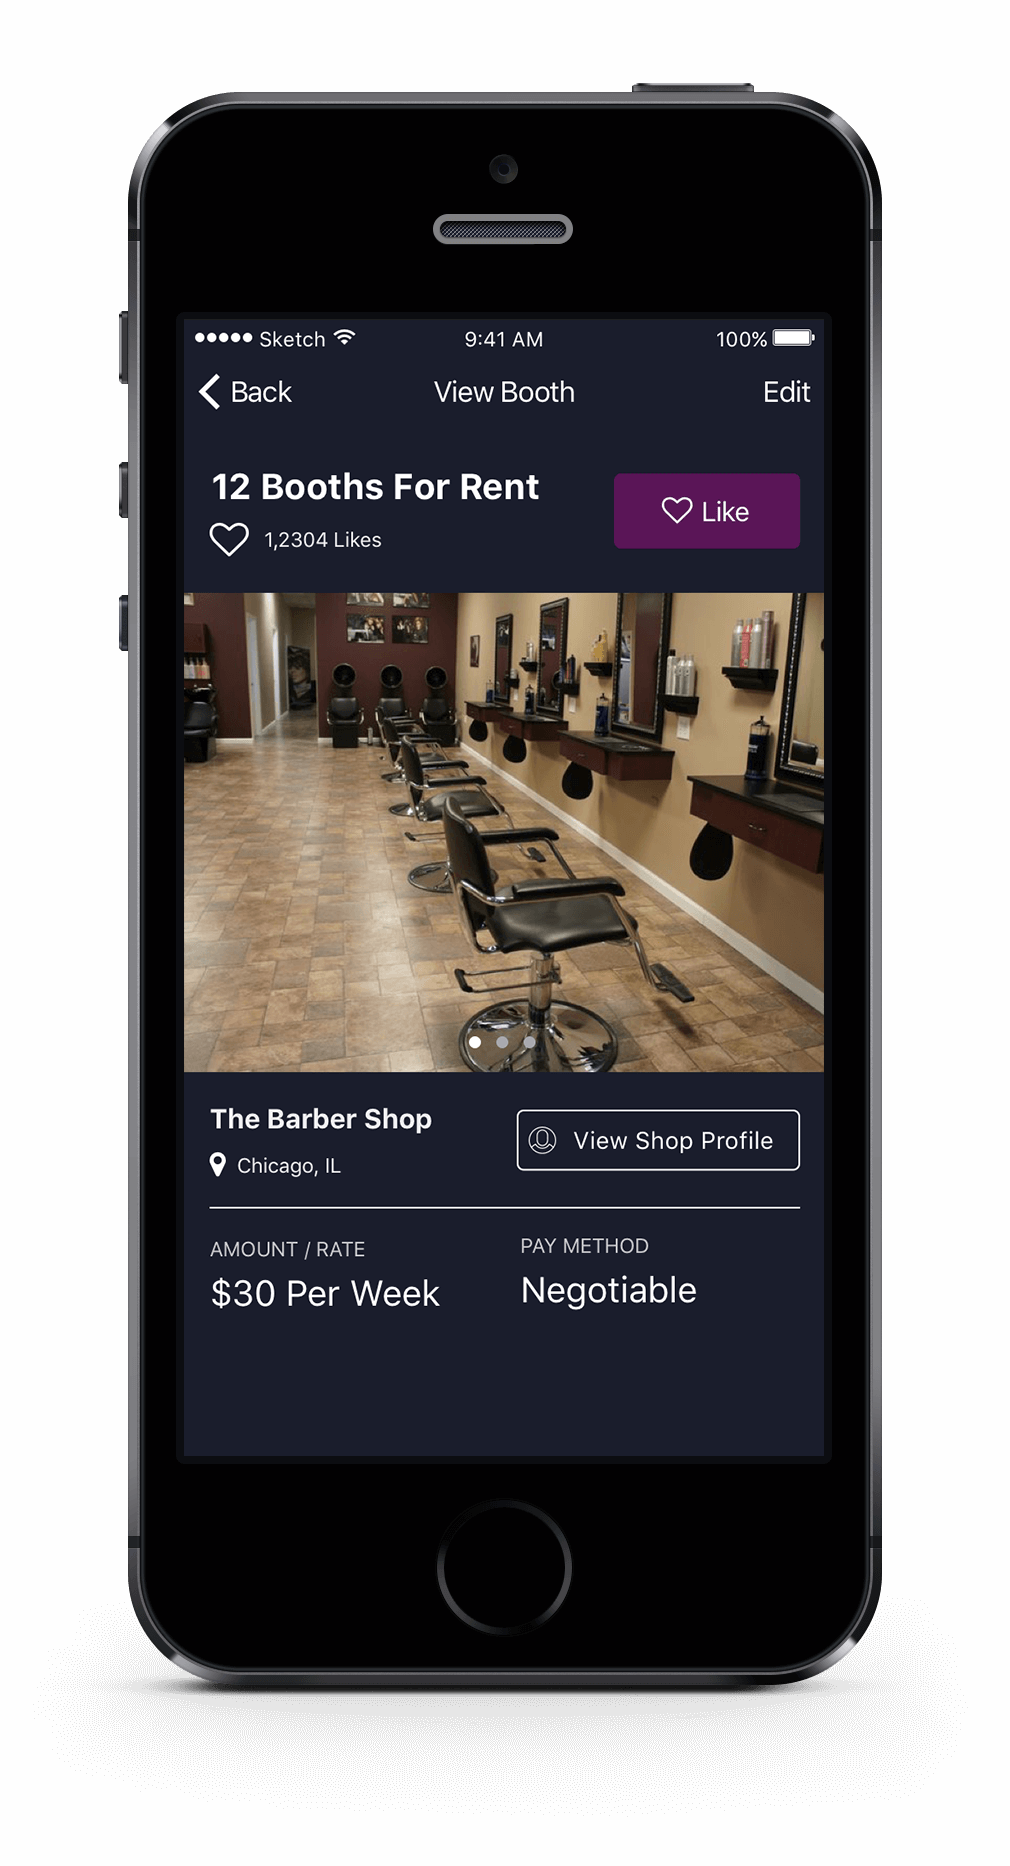 Sketch 9:41 AM 100%
Back View Booth Edit
12 Booths For Rent
1,2304 Likes
Like
The Barber Shop
Chicago, IL
View Shop Profile
AMOUNT / RATE
$30 Per Week
PAY METHOD
Negotiable